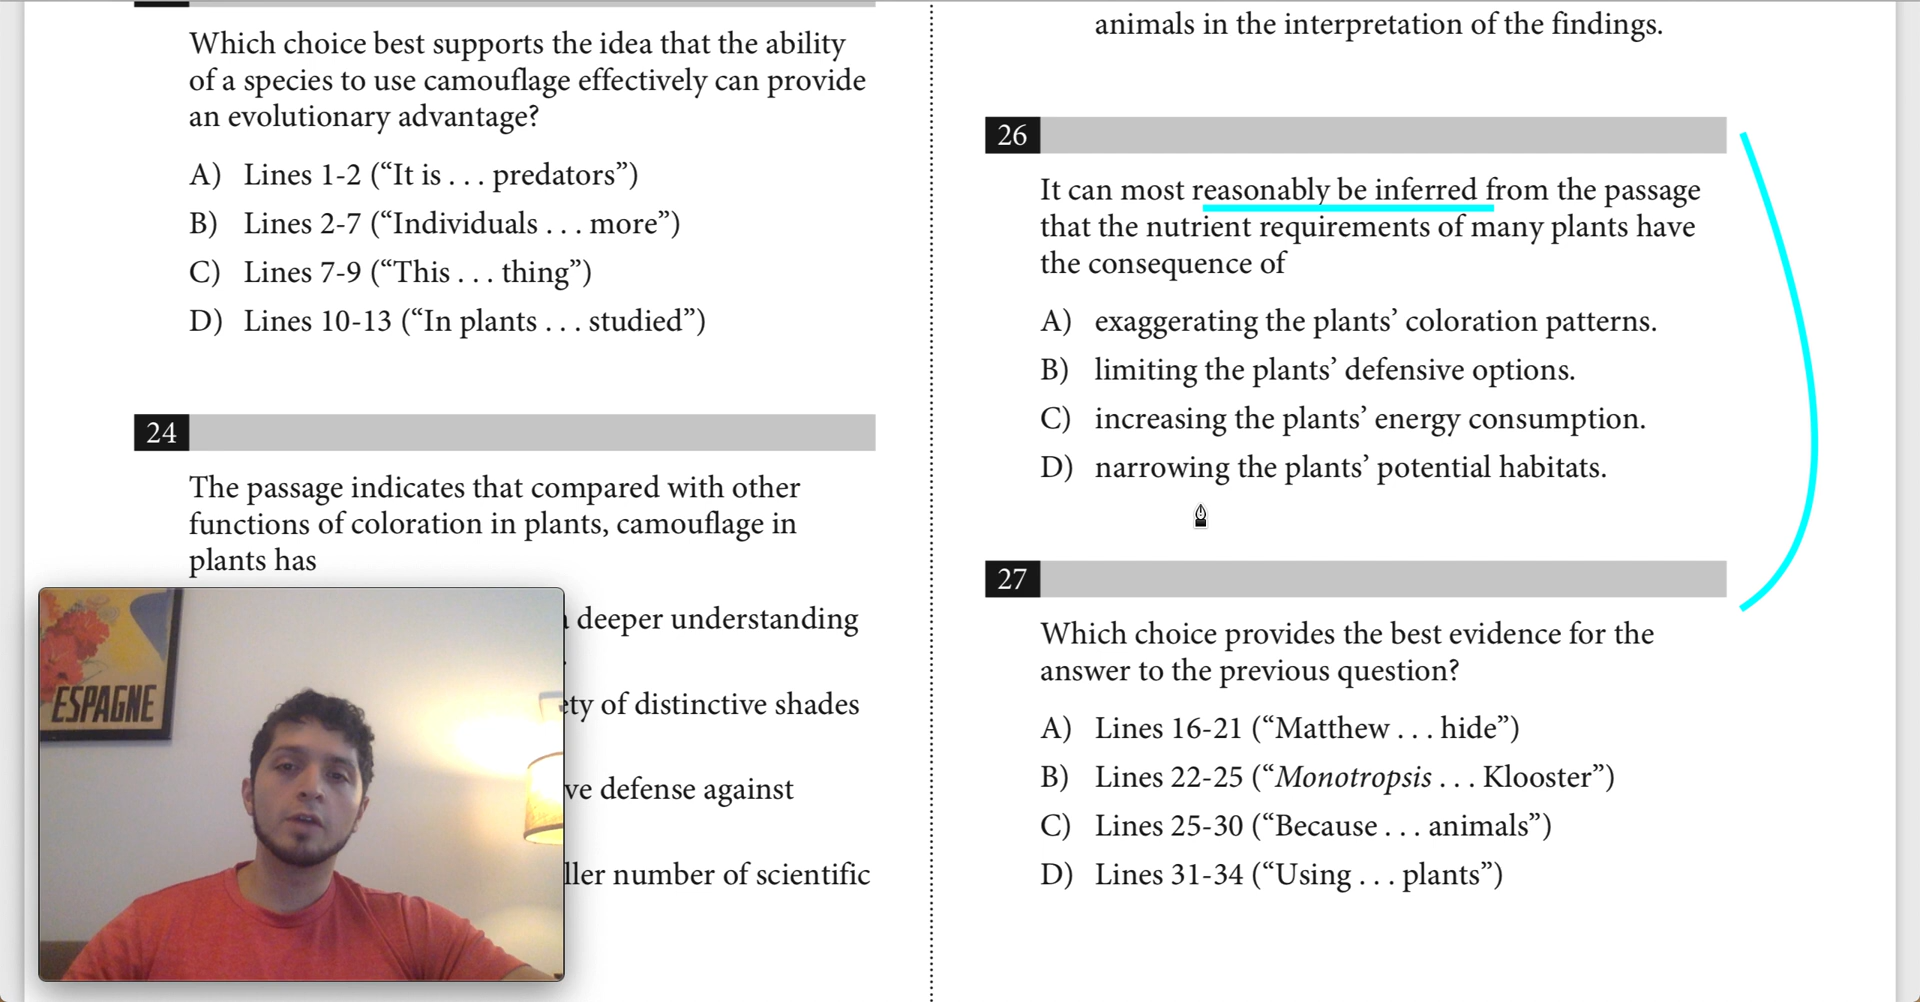 Which choice best supports the idea that the ability
of a species to use camouflage effectively can provide
an evolutionary advantage?
A) Lines 1-2 (“It is . . . predators”)
B) Lines 2-7 (“Individuals . . . more”)
C) Lines 7-9 (“This . . . thing”)
D) Lines 10-13 (“In plants . . . studied”)
24
The passage indicates that compared with other
functions of coloration in plants, camouflage in
plants has
deeper understanding
of distinctive shades
defense against
number of scientific
ESPAGNE
animals in the interpretation of the findings.
26
It can most reasonably be inferred from the passage
that the nutrient requirements of many plants have
the consequence of
A) exaggerating the plants’ coloration patterns.
B) limiting the plants’ defensive options.
C) increasing the plants’ energy consumption.
D) narrowing the plants’ potential habitats.
27
Which choice provides the best evidence for the
answer to the previous question?
A) Lines 16-21 (“Matthew . . . hide”)
B) Lines 22-25 (“Monotropsis . . . Klooster”)
C) Lines 25-30 (“Because . . . animals”)
D) Lines 31-34 (“Using . . . plants”)